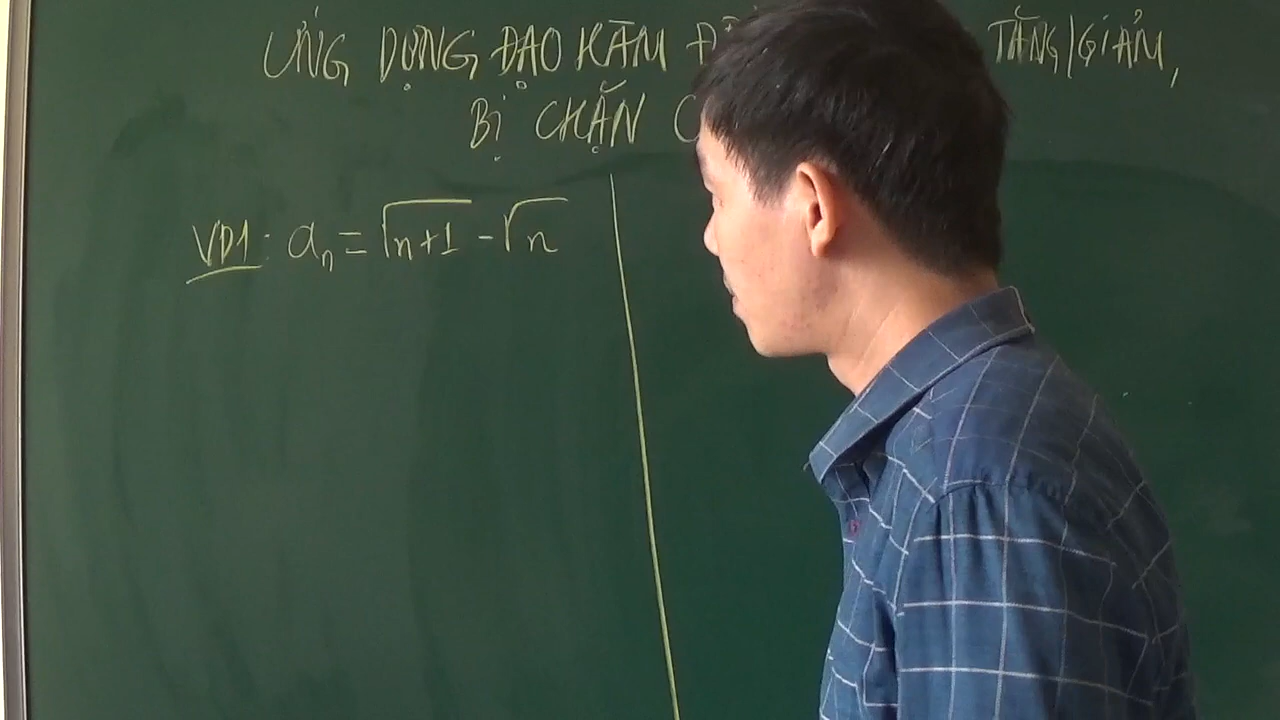 ỨNG DỤNG ĐẠO HÀM TĂNG/GIẢM,
BỊ CHẶN
VD1: aₙ = √(n+1) - √n